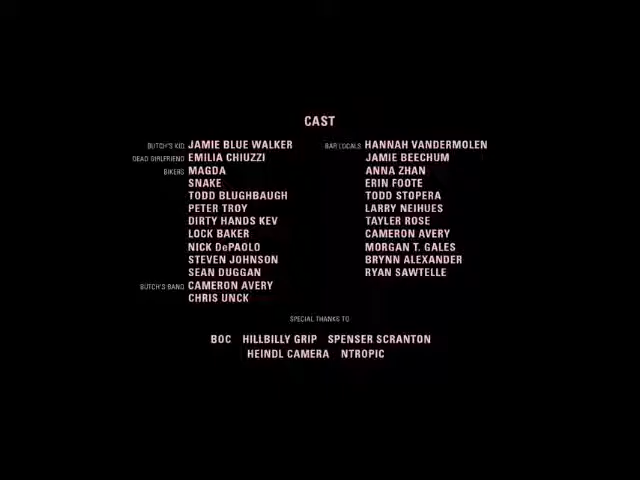 CAST
BUTCH'S KID JAMIE BLUE WALKER
DEAD GIRLFRIEND EMILIA CHIUZZI
BIKERS MAGDA
SNAKE
TODD BLUGHBAUGH
PETER TROY
DIRTY HANDS KEV
LOCK BAKER
NICK DePAOLO
STEVEN JOHNSON
SEAN DUGGAN
BUTCH'S BAND CAMERON AVERY
CHRIS UNCK
BAR LOCALS HANNAH VANDERMOLEN
JAMIE BEECHUM
ANNA ZHAN
ERIN FOOTE
TODD STOPERA
LARRY NEIHUES
TAYLER ROSE
CAMERON AVERY
MORGAN T. GALES
BRYNN ALEXANDER
RYAN SAWTELLE
SPECIAL THANKS TO
BOC HILLBILLY GRIP SPENSER SCRANTON
HEINDL CAMERA NTROPIC